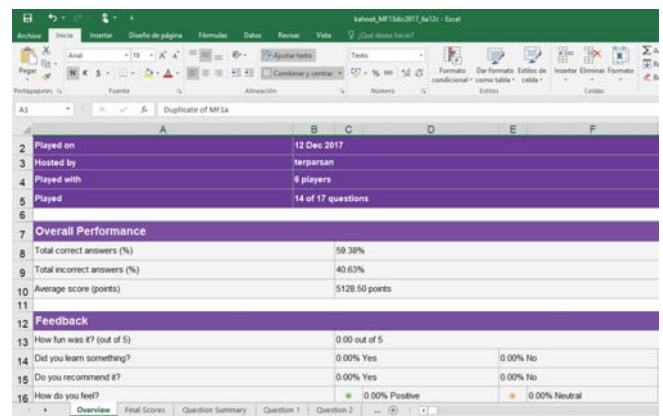 kahoot_MF13dic2017_6a12c - Excel
Archivo Inicio Insertar Diseño de página Fórmulas Datos Revisar Vista ¿Qué desea hacer?
Arial 18 A A Ajustar texto Texto
Pegar N K S A Combinar y centrar % 000 Formato condicional Dar formato como tabla Estilos de celda Insertar Eliminar Formato
Portapapeles Fuente Alineación Número Estilos Celdas
A1 fx Duplicate of MF1a
A B C D E F
2 Played on 12 Dec 2017
3 Hosted by terparsan
4 Played with 6 players
5 Played 14 of 17 questions
6
7 Overall Performance
8 Total correct answers (%) 59.38%
9 Total incorrect answers (%) 40.63%
10 Average score (points) 5128.50 points
11
12 Feedback
13 How fun was it? (out of 5) 0.00 out of 5
14 Did you learn something? 0.00% Yes 0.00% No
15 Do you recommend it? 0.00% Yes 0.00% No
16 How do you feel? 0.00% Positive 0.00% Neutral
Overview Final Scores Question Summary Question 1 Question 2 ...